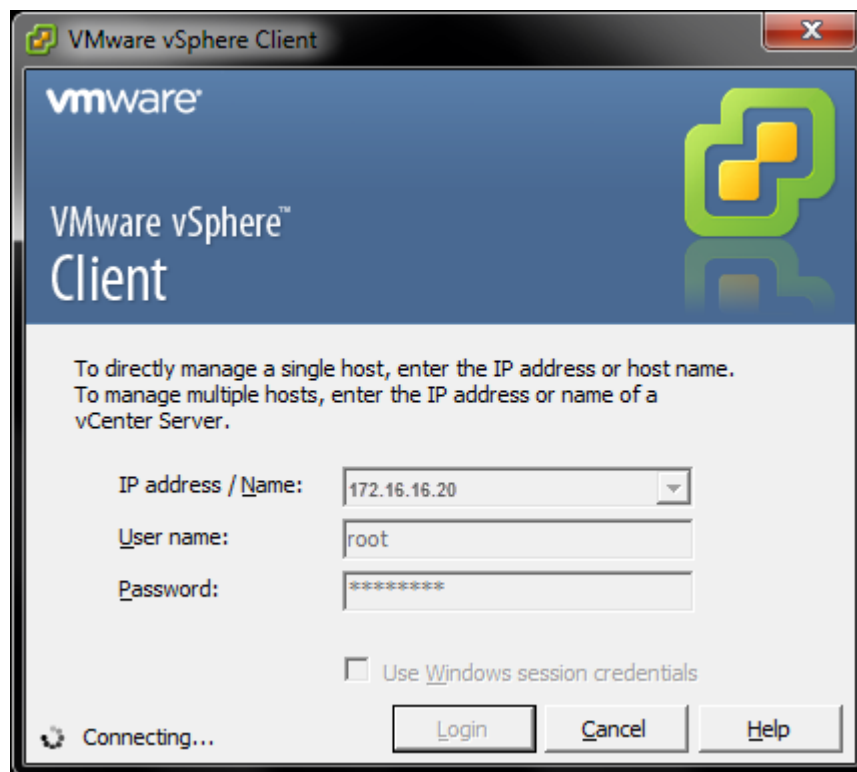 VMware vSphere Client
vmware
VMware vSphere™
Client
To directly manage a single host, enter the IP address or host name.
To manage multiple hosts, enter the IP address or name of a
vCenter Server.
IP address / Name: 172.16.16.20
User name: root
Password: ********
Use Windows session credentials
Connecting... Login Cancel Help